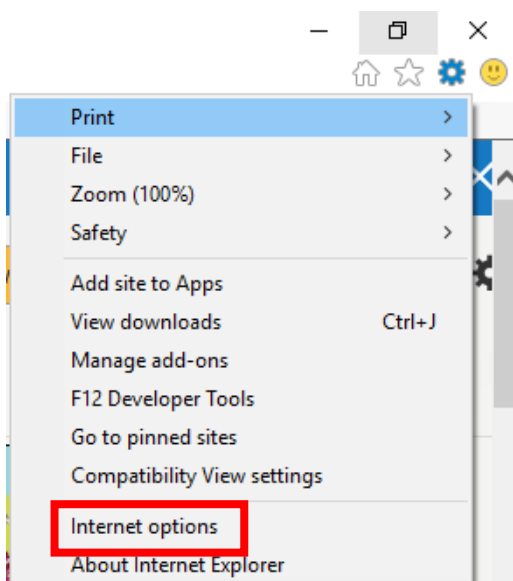 Print
File
Zoom (100%)
Safety
Add site to Apps
View downloads Ctrl+J
Manage add-ons
F12 Developer Tools
Go to pinned sites
Compatibility View settings
Internet options
About Internet Explorer